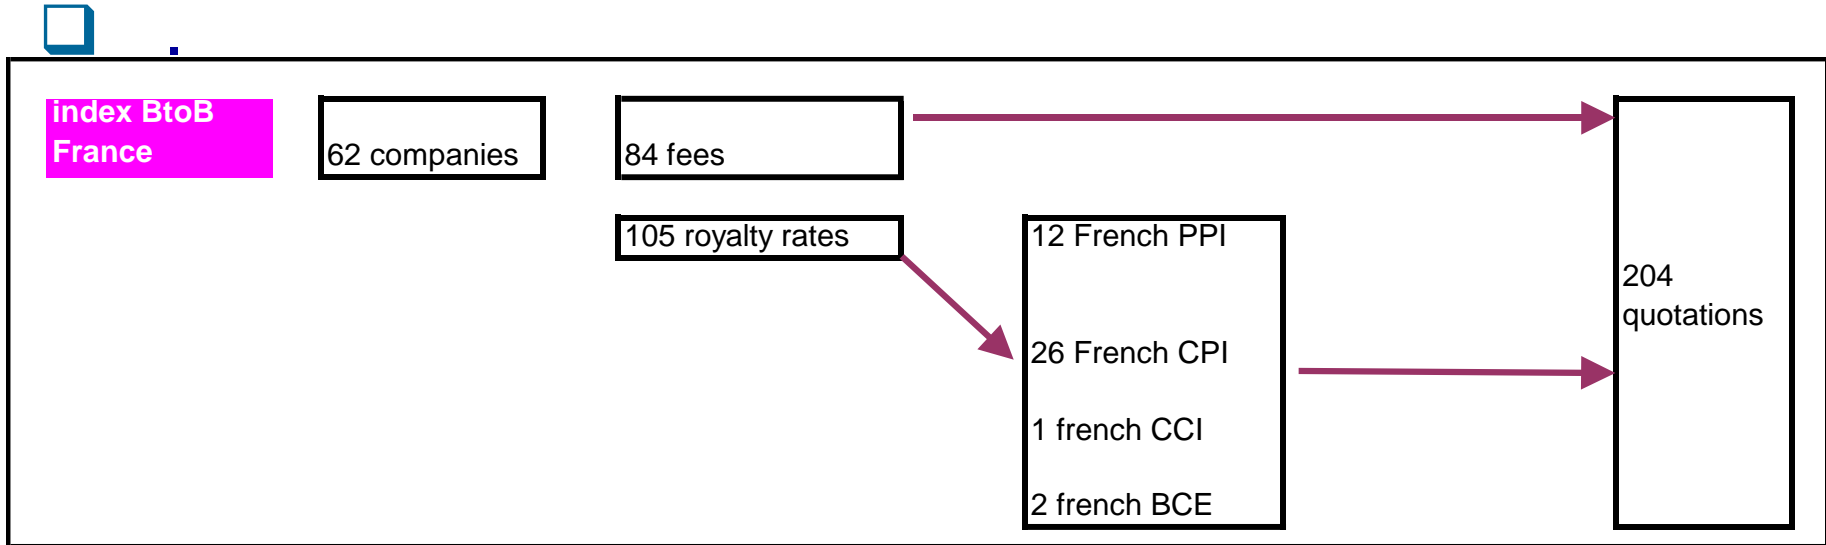 index BtoB
France
62 companies
84 fees
105 royalty rates
12 French PPI
26 French CPI
1 french CCI
2 french BCE
204
quotations